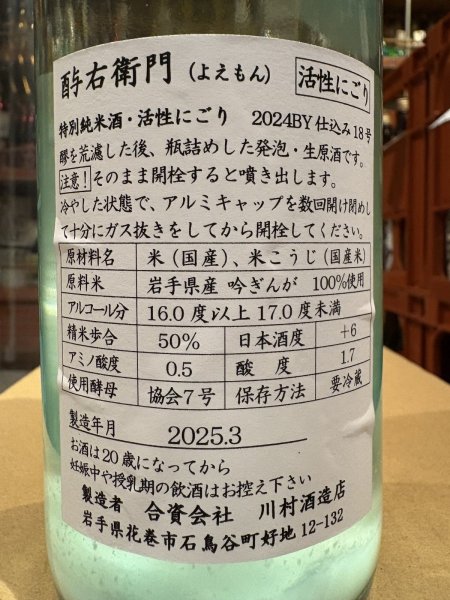 酉与右衛門（よえもん） 活性にごり
特別純米酒・活性にごり 2024BY 仕込み18号
醪を荒濾した後、瓶詰めした発泡・生原酒です。
注意！そのまま開栓すると噴き出します。
冷やした状態で、アルミキャップを数回開け閉めし
て十分にガス抜きをしてから開栓してください。
原材料名 米（国産）、米こうじ（国産米）
原料米 岩手県産 吟ぎんが 100%使用
アルコール分 16.0度以上17.0度未満
精米歩合 50% 日本酒度 +6
アミノ酸度 0.5 酸度 1.7
使用酵母 協会7号 保存方法 要冷蔵
製造年月 2025.3
お酒は20歳になってから
妊娠中や授乳期の飲酒はお控え下さい
製造者 合資会社 川村酒造店
岩手県花巻市石鳥谷町好地12-132